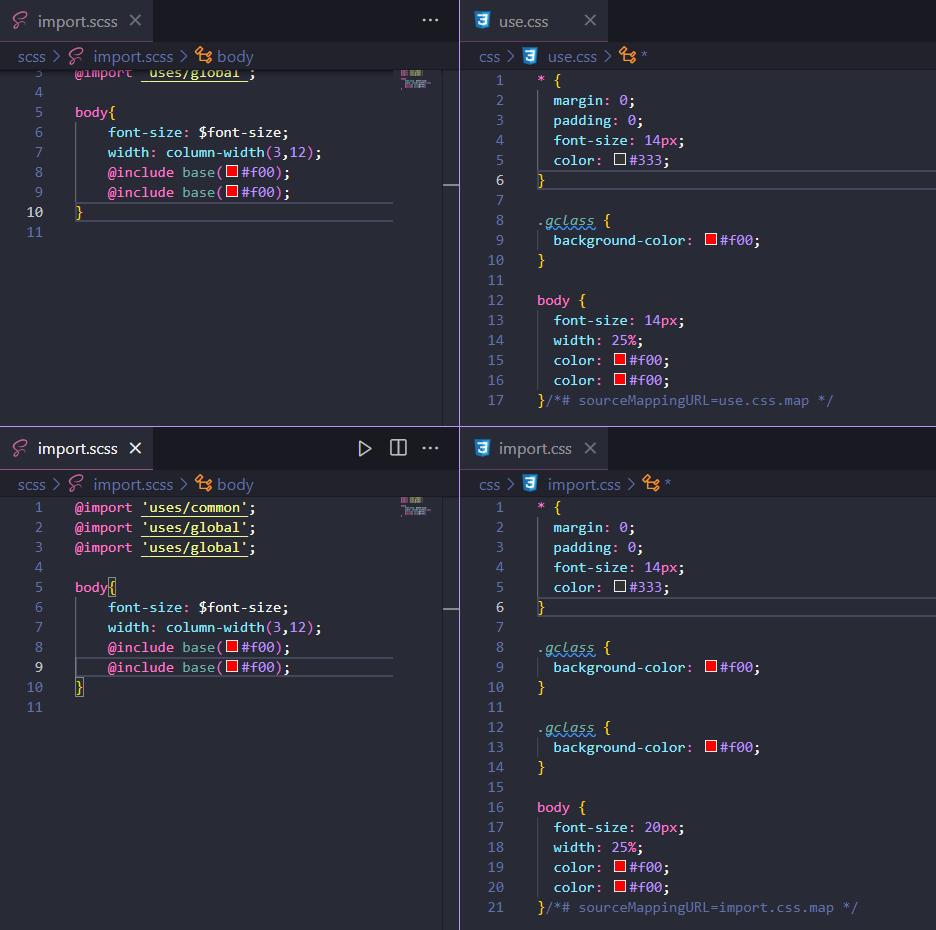 import.scss
scss > import.scss > body
3 @import 'uses/global';
4
5 body{
6 font-size: $font-size;
7 width: column-width(3,12);
8 @include base(#f00);
9 @include base(#f00);
10 }
11
use.css
css > use.css > *
1 * {
2 margin: 0;
3 padding: 0;
4 font-size: 14px;
5 color: #333;
6 }
7
8 .gclass {
9 background-color: #f00;
10 }
11
12 body {
13 font-size: 14px;
14 width: 25%;
15 color: #f00;
16 color: #f00;
17 }/*# sourceMappingURL=use.css.map */
import.scss
scss > import.scss > body
1 @import 'uses/common';
2 @import 'uses/global';
3 @import 'uses/global';
4
5 body{
6 font-size: $font-size;
7 width: column-width(3,12);
8 @include base(#f00);
9 @include base(#f00);
10 }
11
import.css
css > import.css > *
1 * {
2 margin: 0;
3 padding: 0;
4 font-size: 14px;
5 color: #333;
6 }
7
8 .gclass {
9 background-color: #f00;
10 }
11
12 .gclass {
13 background-color: #f00;
14 }
15
16 body {
17 font-size: 20px;
18 width: 25%;
19 color: #f00;
20 color: #f00;
21 }/*# sourceMappingURL=import.css.map */